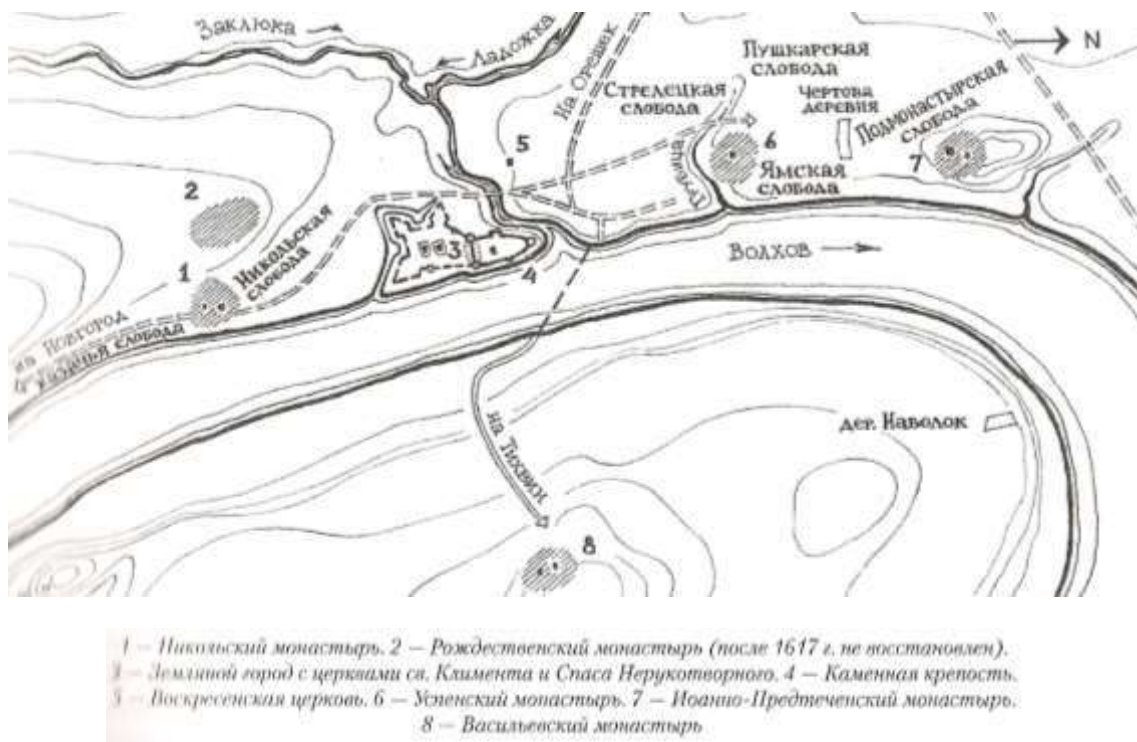 Заклюка
Ладожка
На Орешек
Пушкарская
слобода
Стрелецкая
слобода
Чертова
деревня
Подмонастырская
слобода
N
5
6
7
2
Ямская
слобода
Никольская
слобода
3
1
4
Волхов
на Новгород
Казачья слобода
на Тихвин
дер. Наволок
8
1 — Никольский монастырь. 2 — Рождественский монастырь (после 1617 г. не восстановлен).
3 — Земляной город с церквами св. Климента и Спаса Нерукотворного. 4 — Каменная крепость.
5 — Воскресенская церковь. 6 — Успенский монастырь. 7 — Иоанно-Предтеченский монастырь.
8 — Васильевский монастырь